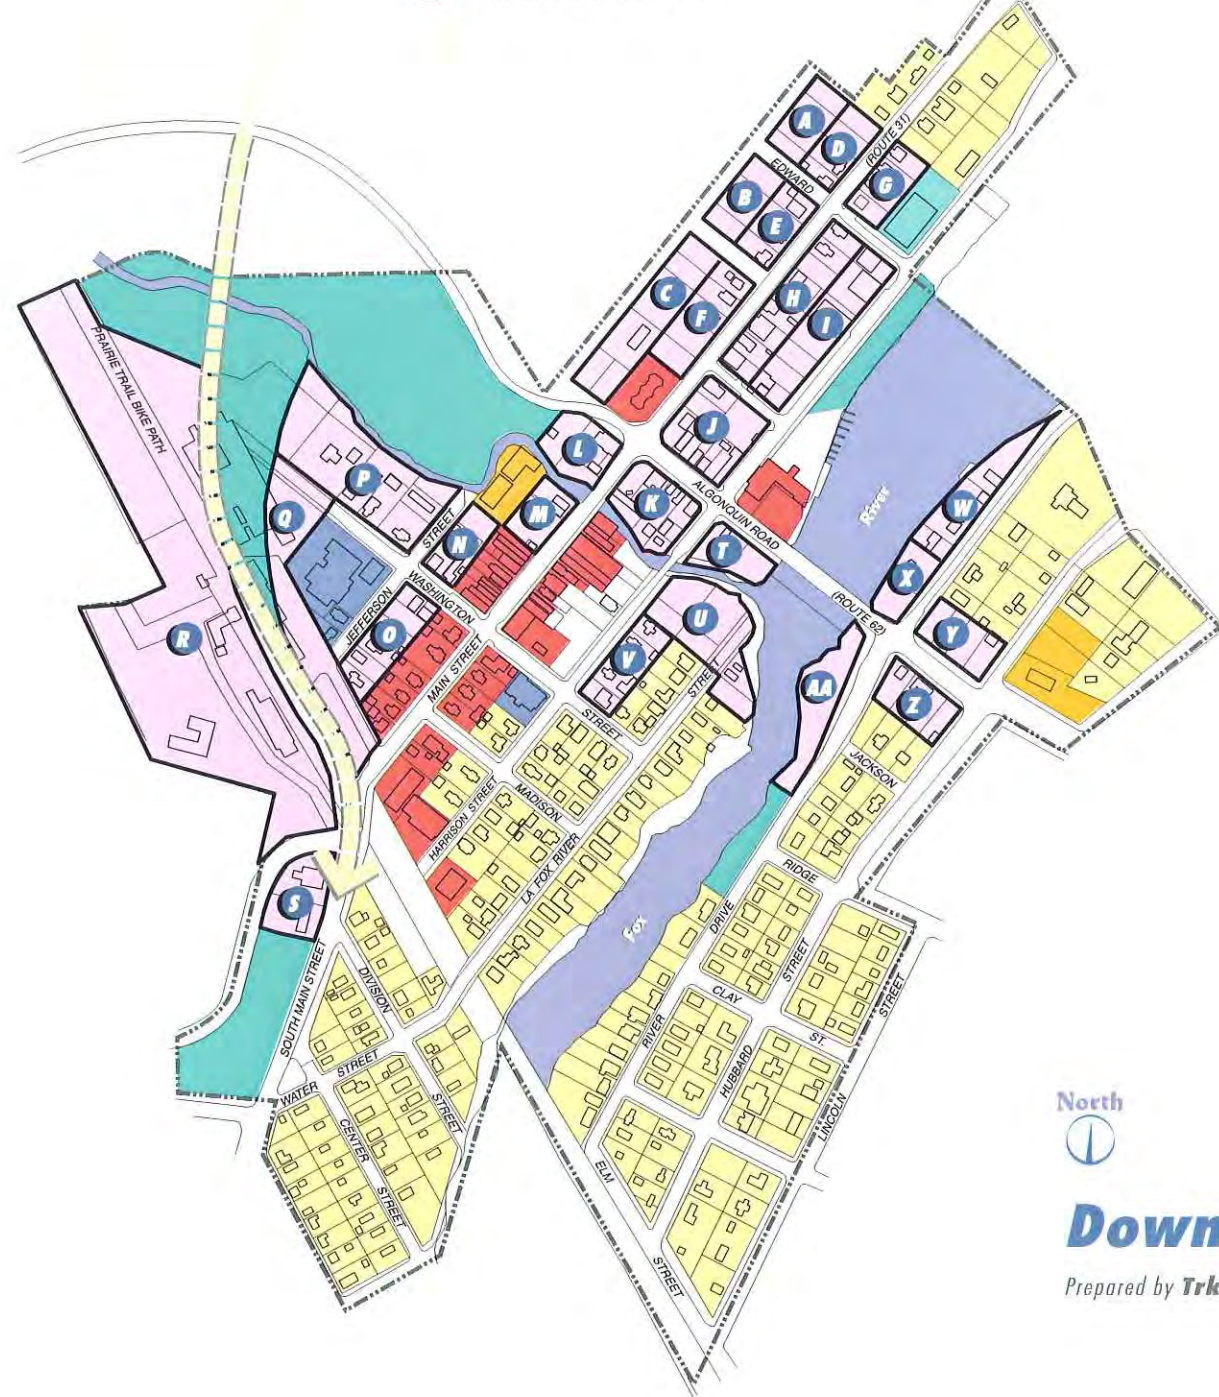 A
D
(ROUTE 31)
EDWARD
G
B
E
C
H
F
I
PRAIRIE TRAIL BIKE PATH
J
L
P
K
ALGONQUIN ROAD
River
W
Q
STREET
M
N
T
JEFFERSON
WASHINGTON
X
(ROUTE 62)
R
O
U
Y
MAIN STREET
V
STREET
AA
Z
STREET
JACKSON
HARRISON STREET
MADISON
LA FOX RIVER
RIDGE
S
Fox
DRIVE
SOUTH MAIN STREET
DIVISION
STREET
CLAY
STREET
ST.
RIVER
HUBBARD
WATER STREET
STREET
LINCOLN
CENTER
STREET
ELM
STREET
North
Down
Prepared by Trk